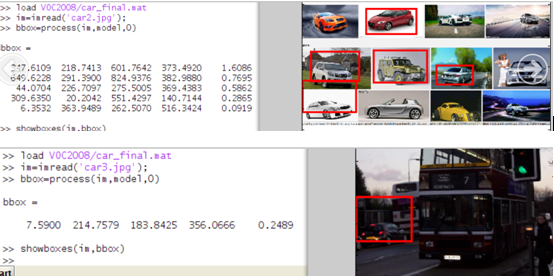 >> load VOC2008/car_final.mat
>> im=imread('car2.jpg');
>> bbox=process(im,model,0)
bbox =
247.6109 218.7413 601.7642 373.4920 1.6086
649.6228 291.3900 824.9376 382.9880 0.7695
44.0704 226.7097 275.5005 369.4383 0.5862
309.6350 20.2042 551.4297 140.7144 0.2865
6.3532 363.9489 262.5070 516.3424 0.0919
>> showboxes(im,bbox)
>> load VOC2008/car_final.mat
>> im=imread('car3.jpg');
>> bbox=process(im,model,0)
bbox =
7.5900 214.7579 183.8425 356.0666 0.2489
>> showboxes(im,bbox)
>>
art
7